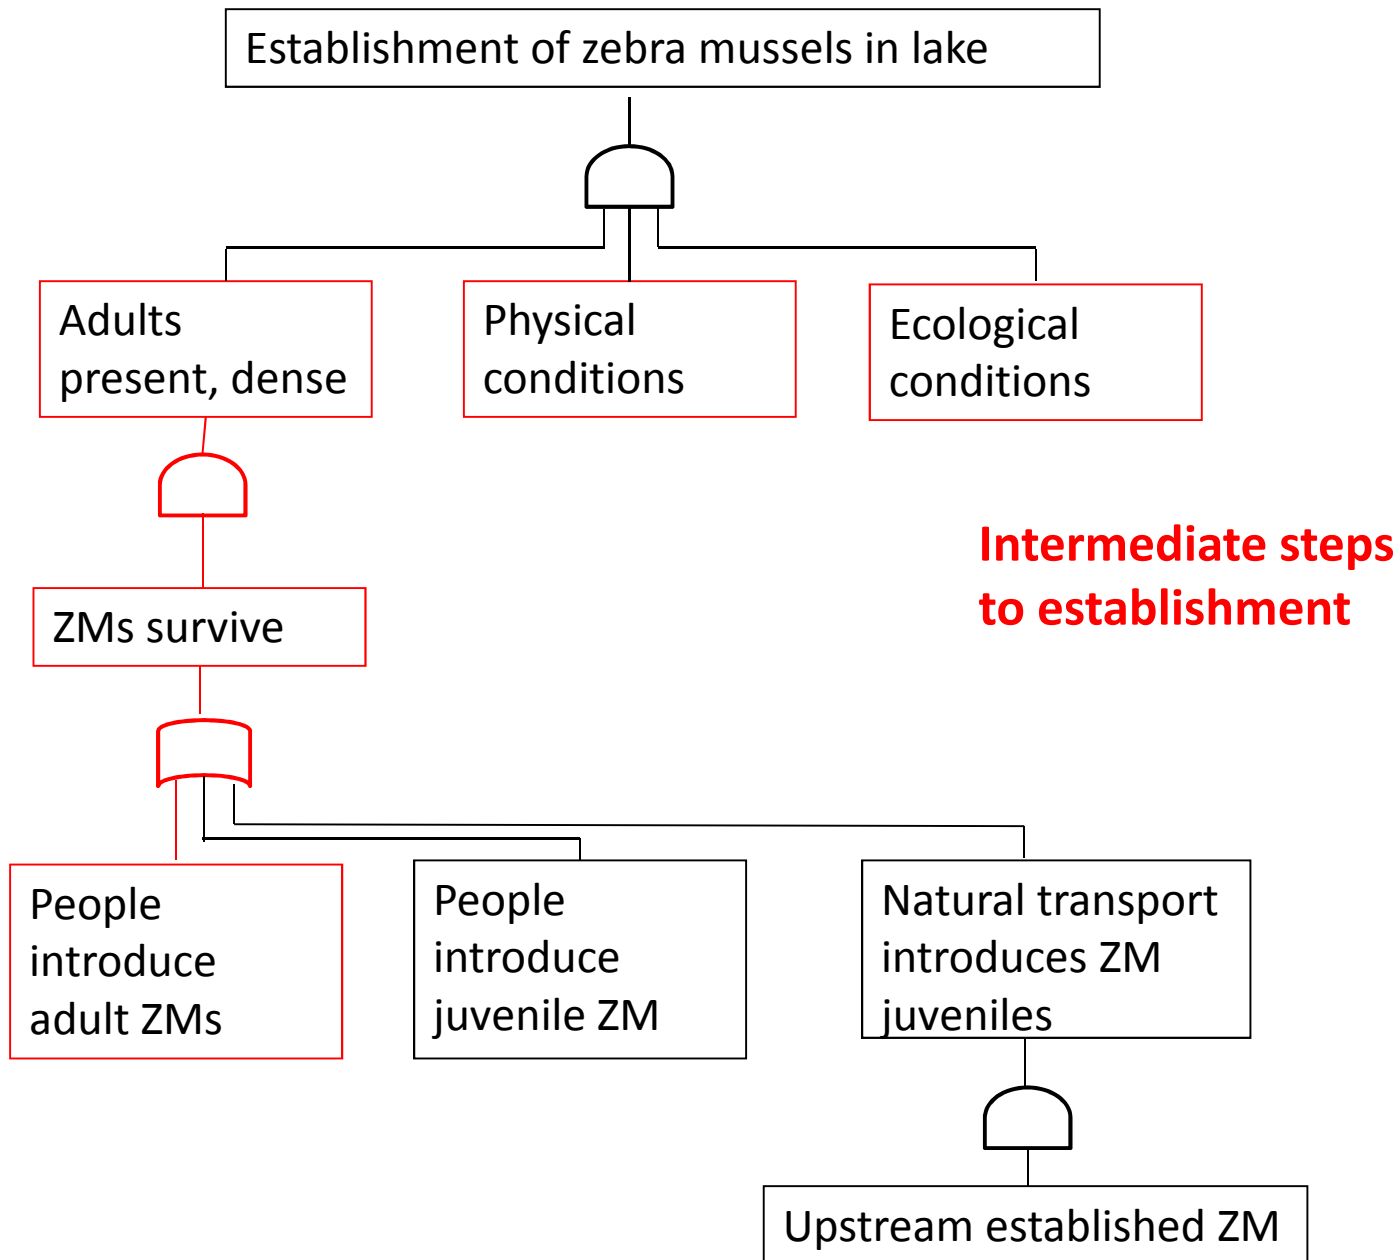 Establishment of zebra mussels in lake
Adults
present, dense
Physical
conditions
Ecological
conditions
Intermediate steps
to establishment
ZMs survive
People
introduce
adult ZMs
People
introduce
juvenile ZM
Natural transport
introduces ZM
juveniles
Upstream established ZM